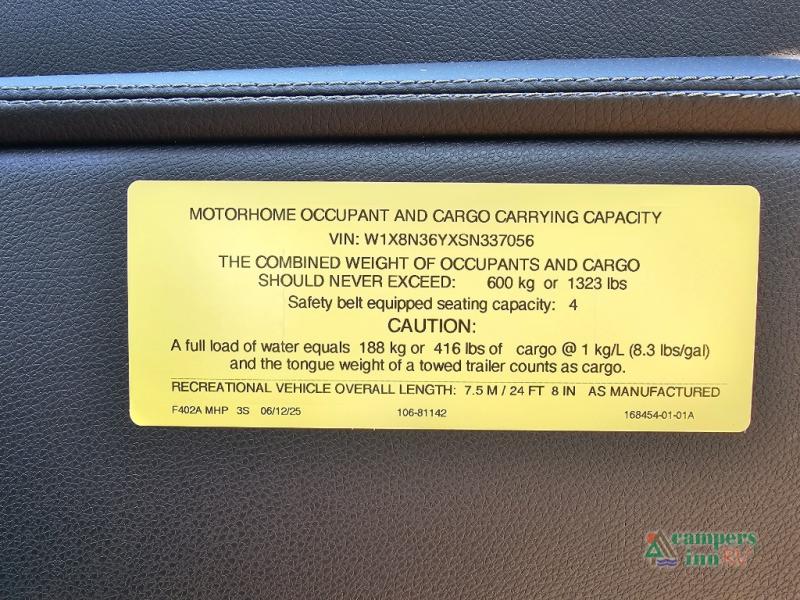 MOTORHOME OCCUPANT AND CARGO CARRYING CAPACITY
VIN: W1X8N36YXSN337056
THE COMBINED WEIGHT OF OCCUPANTS AND CARGO
SHOULD NEVER EXCEED: 600 kg or 1323 lbs
Safety belt equipped seating capacity: 4
CAUTION:
A full load of water equals 188 kg or 416 lbs of cargo @ 1 kg/L (8.3 lbs/gal)
and the tongue weight of a towed trailer counts as cargo.
RECREATIONAL VEHICLE OVERALL LENGTH: 7.5 M / 24 FT 8 IN AS MANUFACTURED
F402A MHP 3S 06/12/25 106-81142 168454-01-01A
campers
inn RV